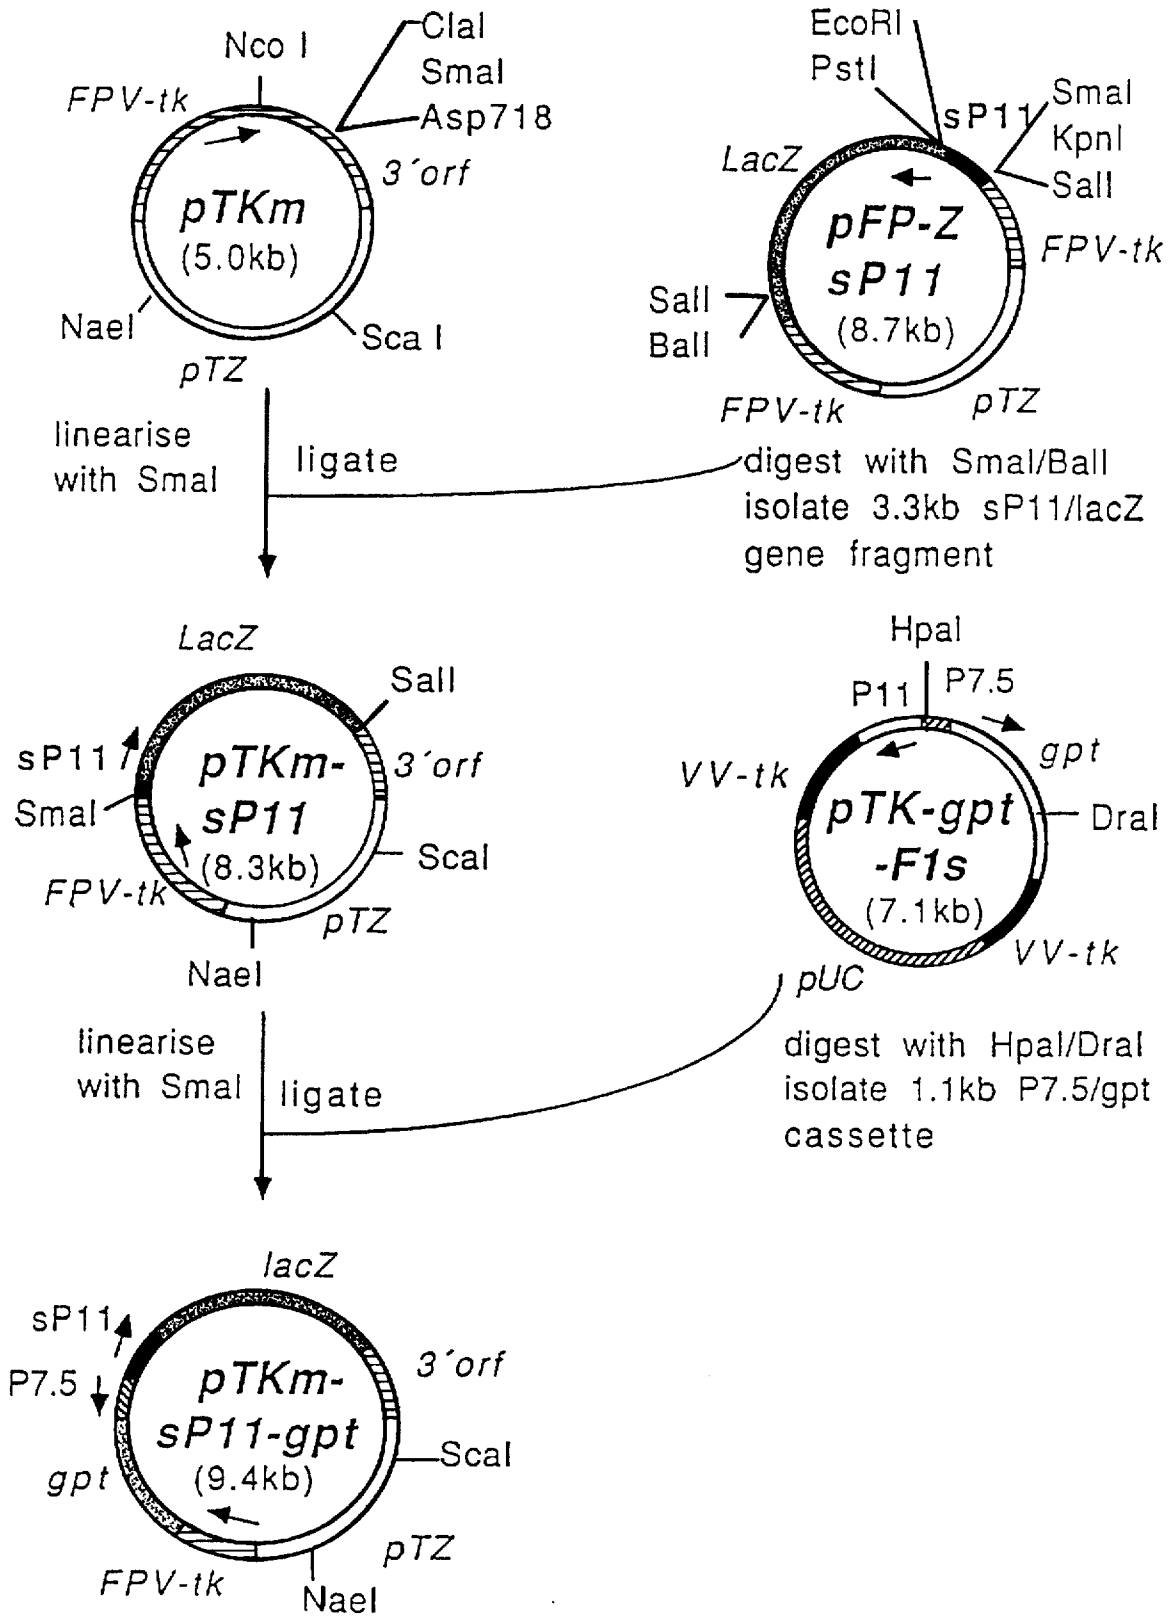 Nco I
ClaI
SmaI
Asp718
FPV-tk
3´orf
pTKm
(5.0kb)
NaeI
Sca I
pTZ
EcoRI
PstI
sP11
SmaI
KpnI
SalI
LacZ
FPV-tk
pFP-Z
sP11
(8.7kb)
SalI
BalI
FPV-tk
pTZ
linearise
with SmaI
ligate
digest with SmaI/BalI
isolate 3.3kb sP11/lacZ
gene fragment
LacZ
SalI
sP11
3´orf
SmaI
pTKm-
sP11
(8.3kb)
ScaI
FPV-tk
pTZ
NaeI
HpaI
P11
P7.5
gpt
VV-tk
DraI
pTK-gpt
-F1s
(7.1kb)
VV-tk
pUC
linearise
with SmaI
ligate
digest with HpaI/DraI
isolate 1.1kb P7.5/gpt
cassette
lacZ
sP11
3´orf
P7.5
pTKm-
sP11-gpt
(9.4kb)
ScaI
gpt
pTZ
FPV-tk
NaeI